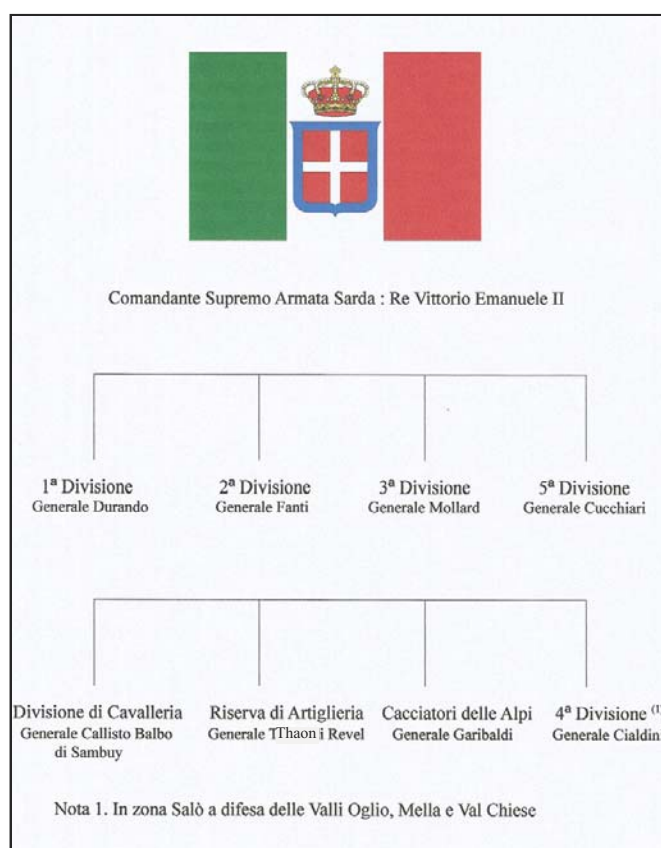 Comandante Supremo Armata Sarda : Re Vittorio Emanuele II
1ª Divisione
Generale Durando
2ª Divisione
Generale Fanti
3ª Divisione
Generale Mollard
5ª Divisione
Generale Cucchiari
Divisione di Cavalleria
Generale Callisto Balbo
di Sambuy
Riserva di Artiglieria
Generale TThaon i Revel
Cacciatori delle Alpi
Generale Garibaldi
4ª Divisione (1
Generale Cialdin
Nota 1. In zona Salò a difesa delle Valli Oglio, Mella e Val Chiese